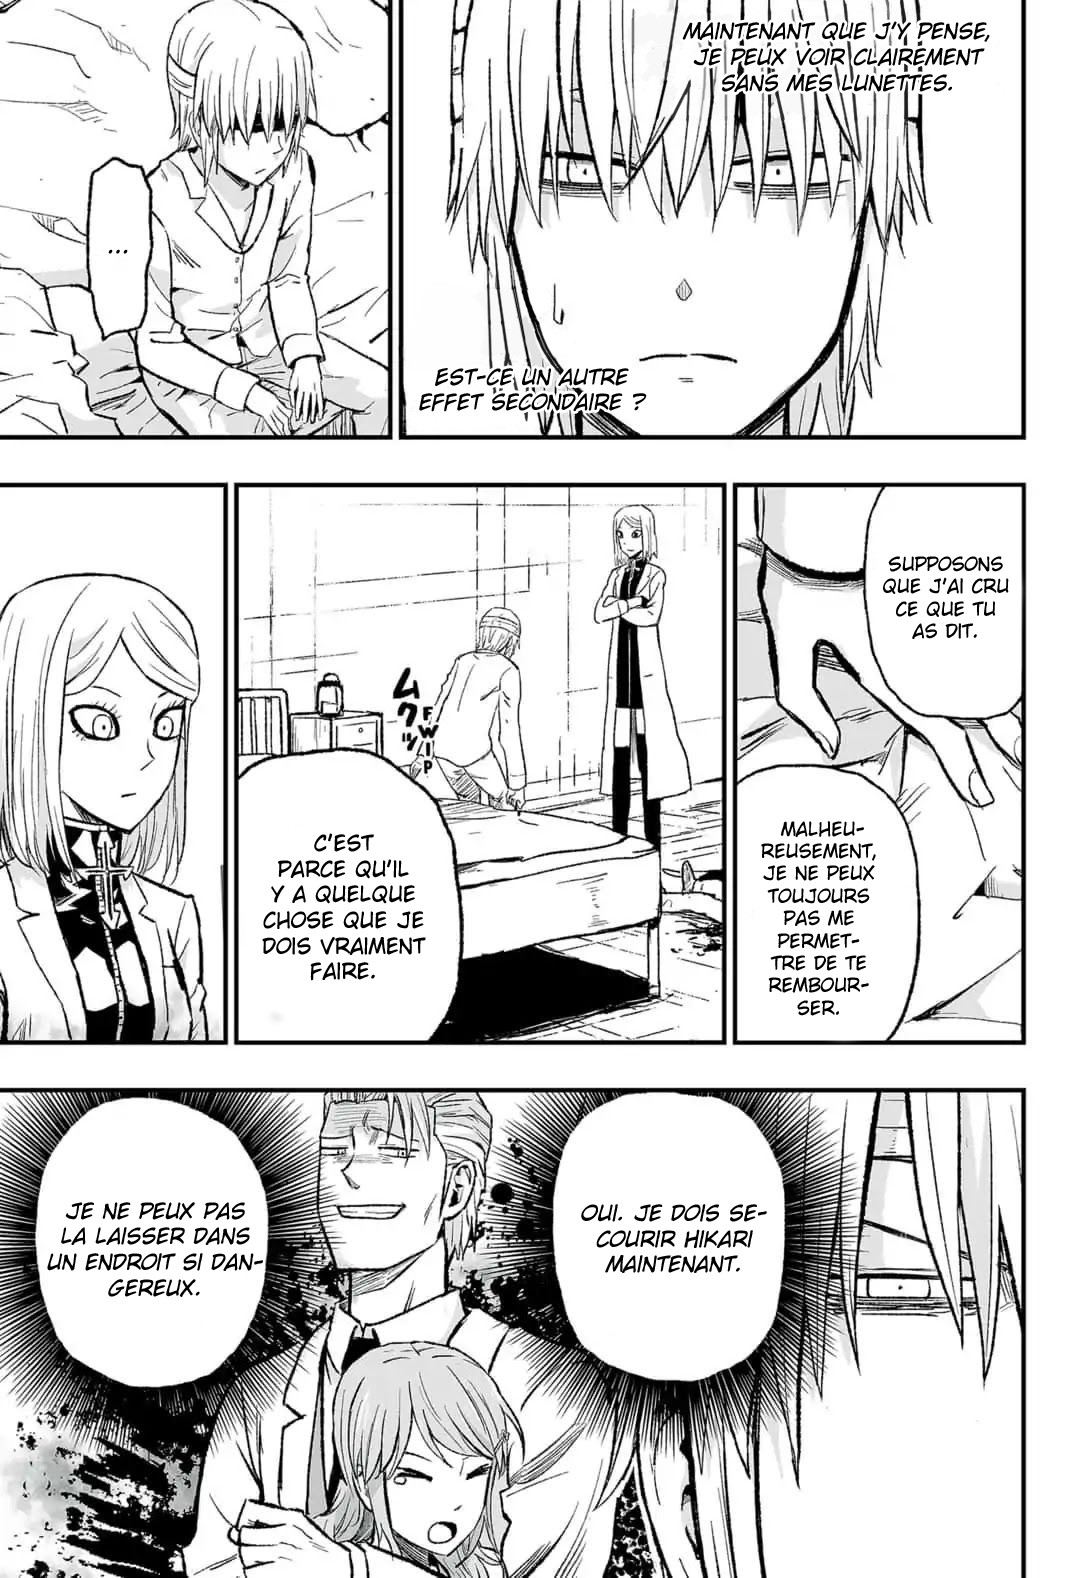 MAINTENANT QUE J'Y PENSE,
JE PEUX VOIR CLAIREMENT
SANS MES LUNETTES.
EST-CE UN AUTRE
EFFET SECONDAIRE ?
...
SUPPOSONS
QUE J'AI CRU
CE QUE TU
AS DIT.
MALHEU-
REUSEMENT,
JE NE PEUX
TOUJOURS
PAS ME
PERMET-
TRE DE TE
REMBOUR-
SER.
ムクッ
FWIP
C'EST
PARCE QU'IL
Y A QUELQUE
CHOSE QUE JE
DOIS VRAIMENT
FAIRE.
OUI. JE DOIS SE-
COURIR HIKARI
MAINTENANT.
JE NE PEUX PAS
LA LAISSER DANS
UN ENDROIT SI DAN-
GEREUX.